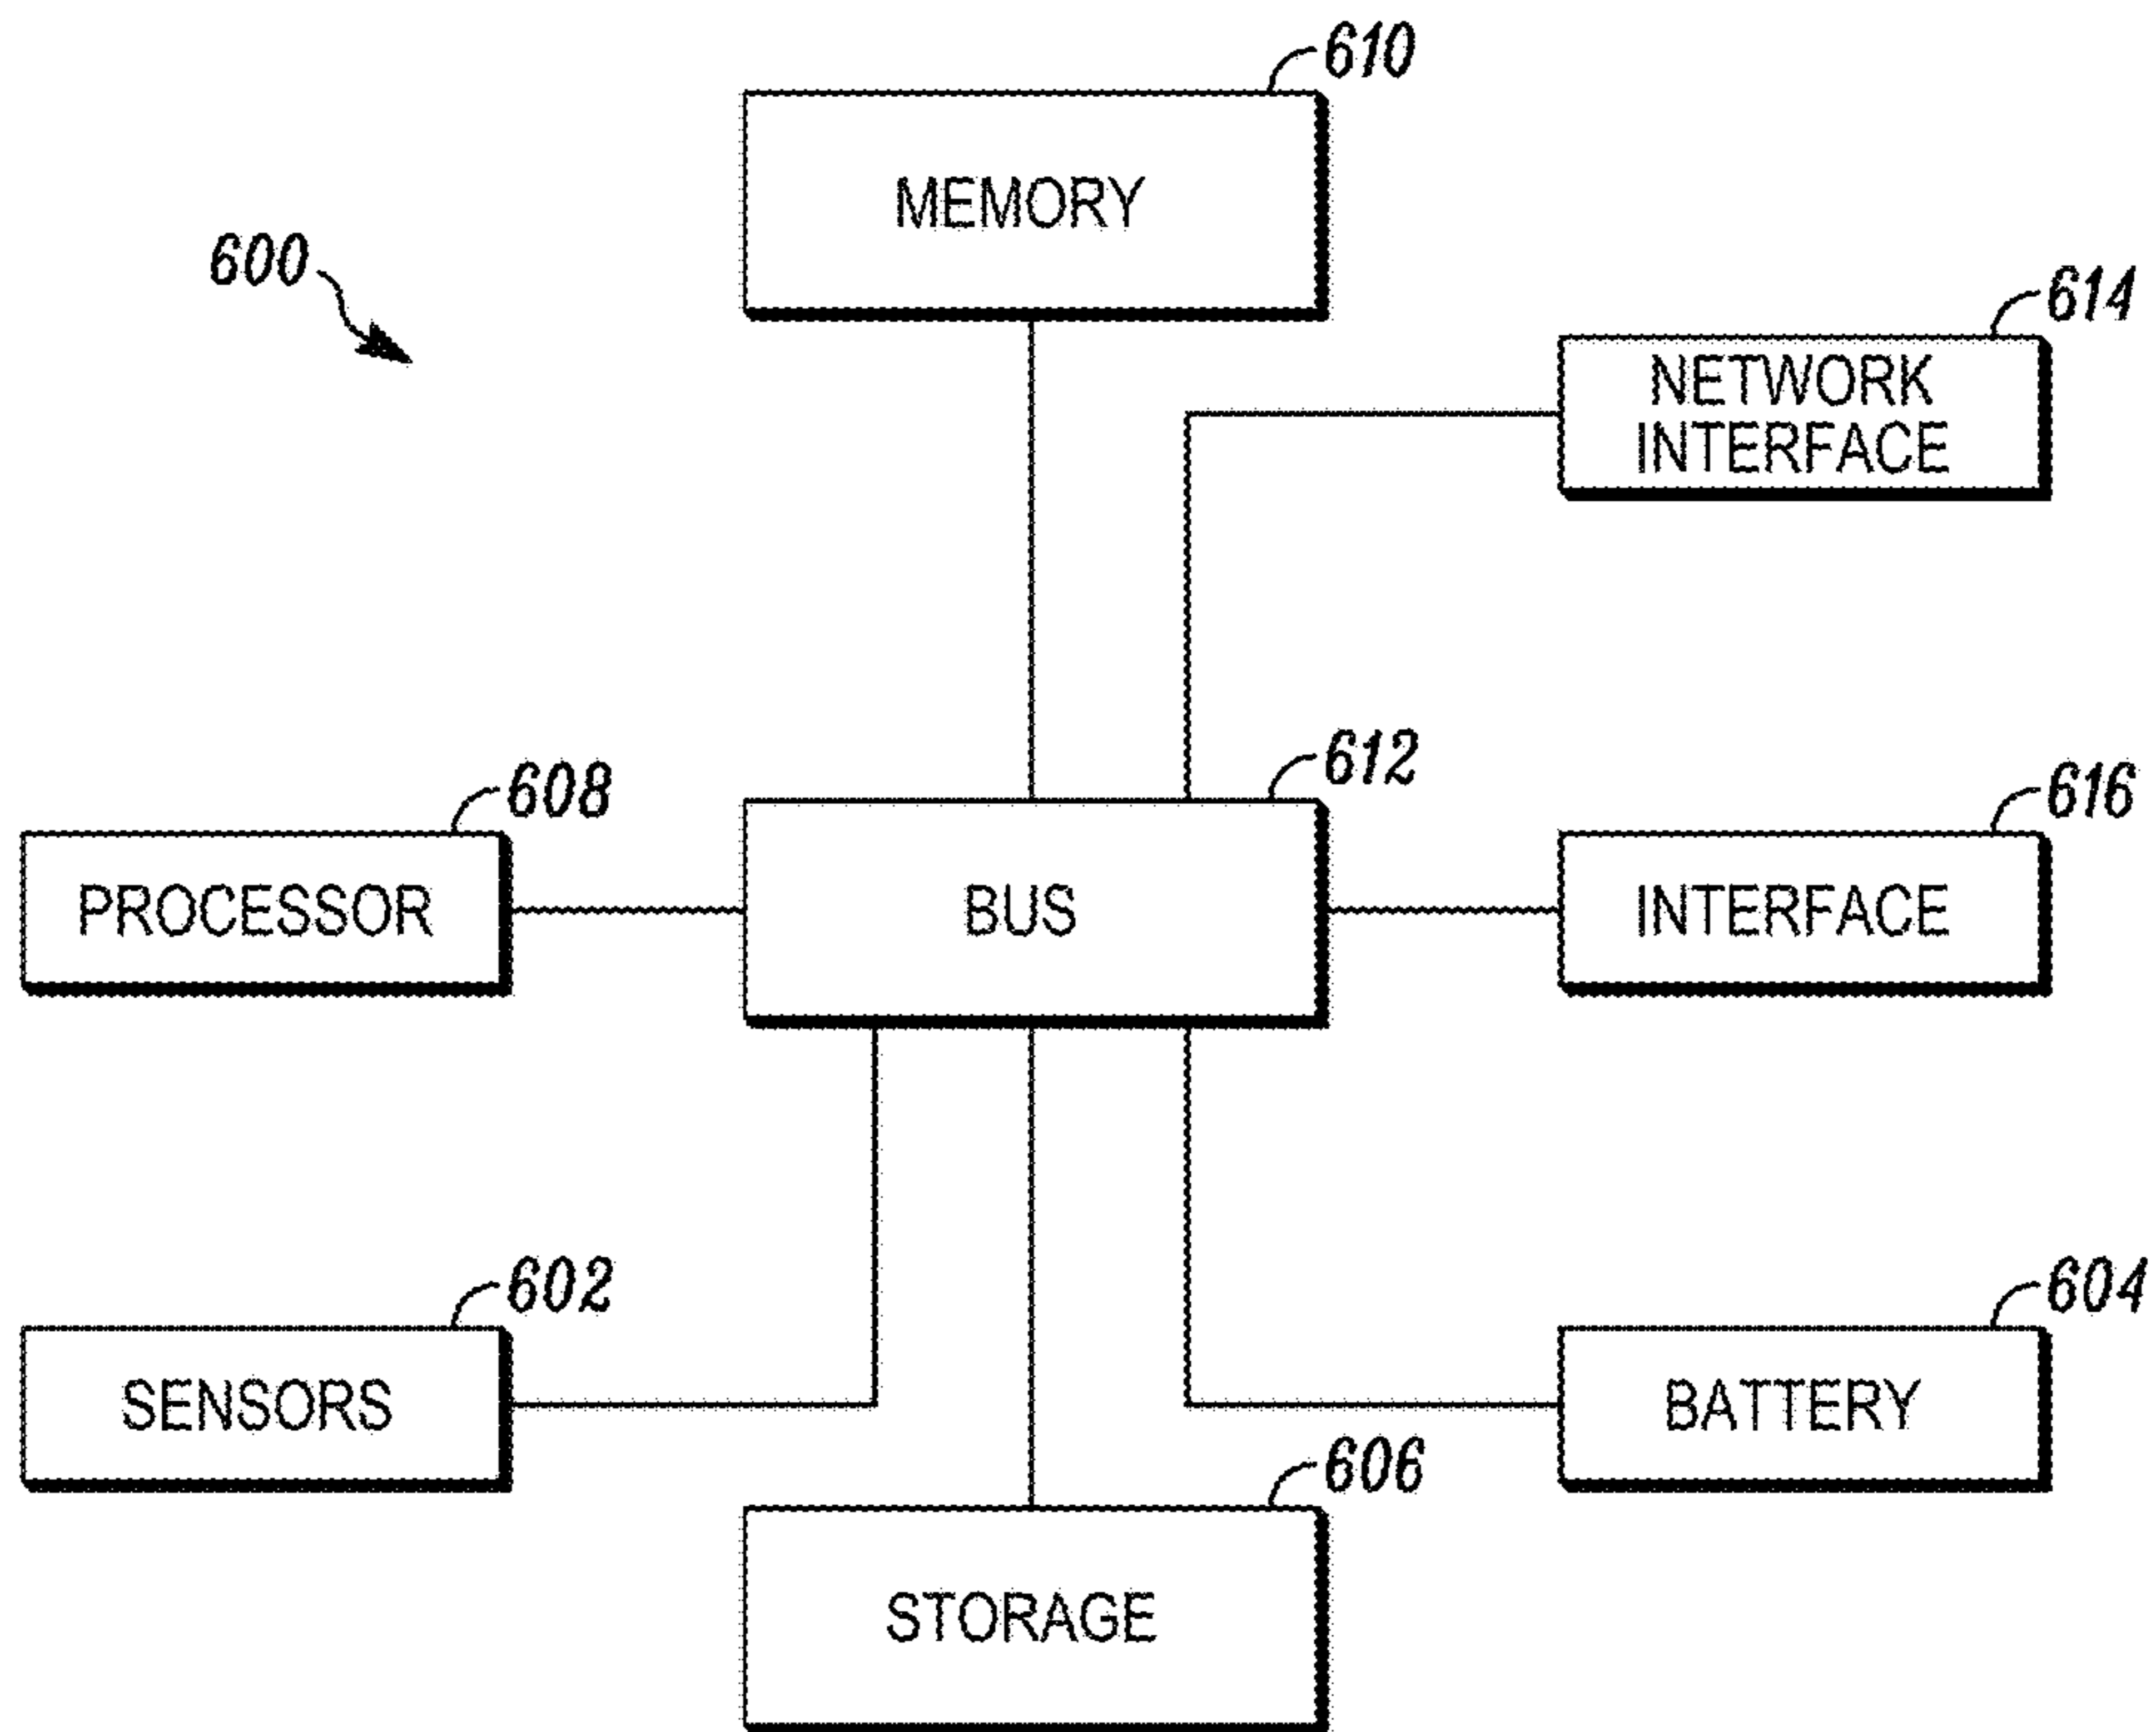 610
MEMORY
600
614
NETWORK
INTERFACE
612
608
616
PROCESSOR
BUS
INTERFACE
602
604
SENSORS
BATTERY
606
STORAGE